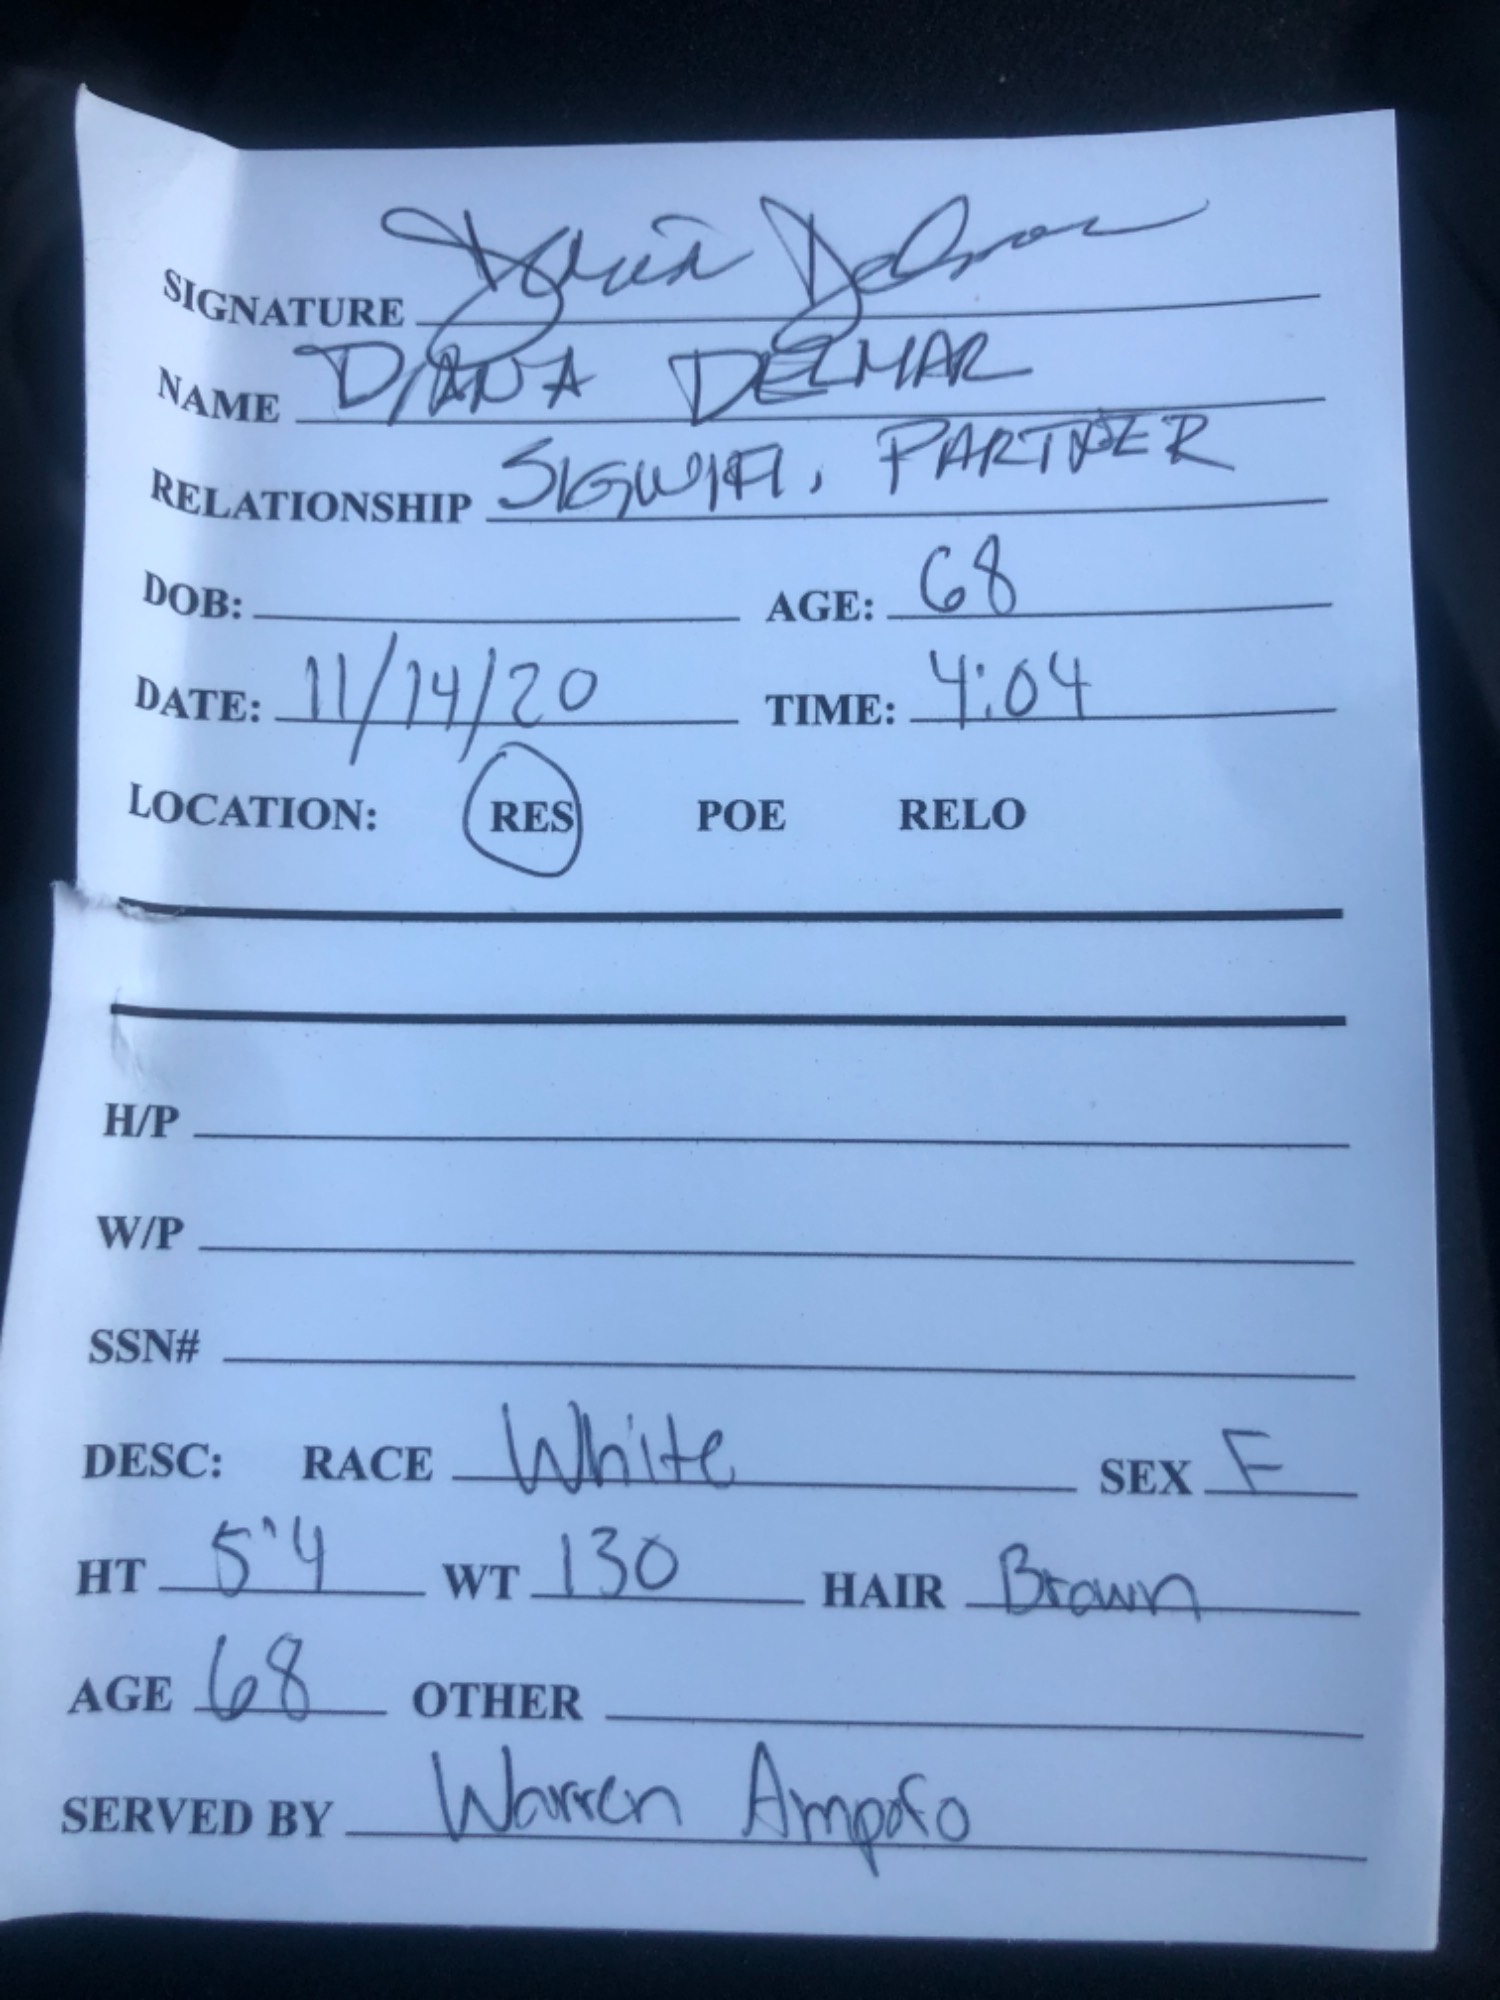 SIGNATURE Diana Delmar
NAME DIANA DELMAR
RELATIONSHIP PARTNER
DOB: AGE: 68
DATE: 11/14/20 TIME: 4:04
LOCATION: RES POE RELO
H/P
W/P
SSN#
DESC: RACE White SEX F
HT 5"4 WT 130 HAIR Brown
AGE 68 OTHER
SERVED BY Warren Ampofo